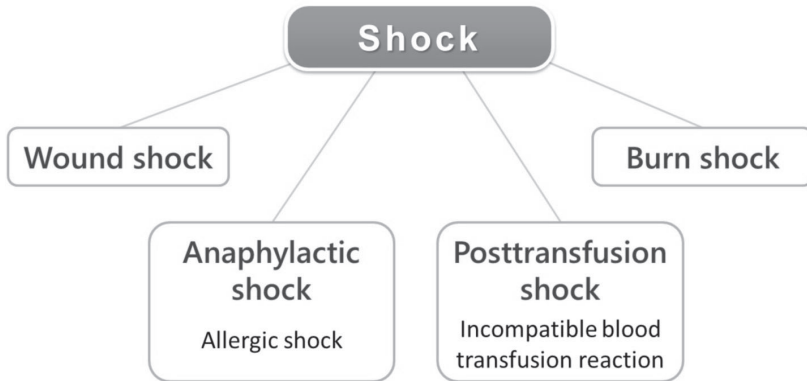 Shock
Wound shock
Burn shock
Anaphylactic
shock
Allergic shock
Posttransfusion
shock
Incompatible blood
transfusion reaction